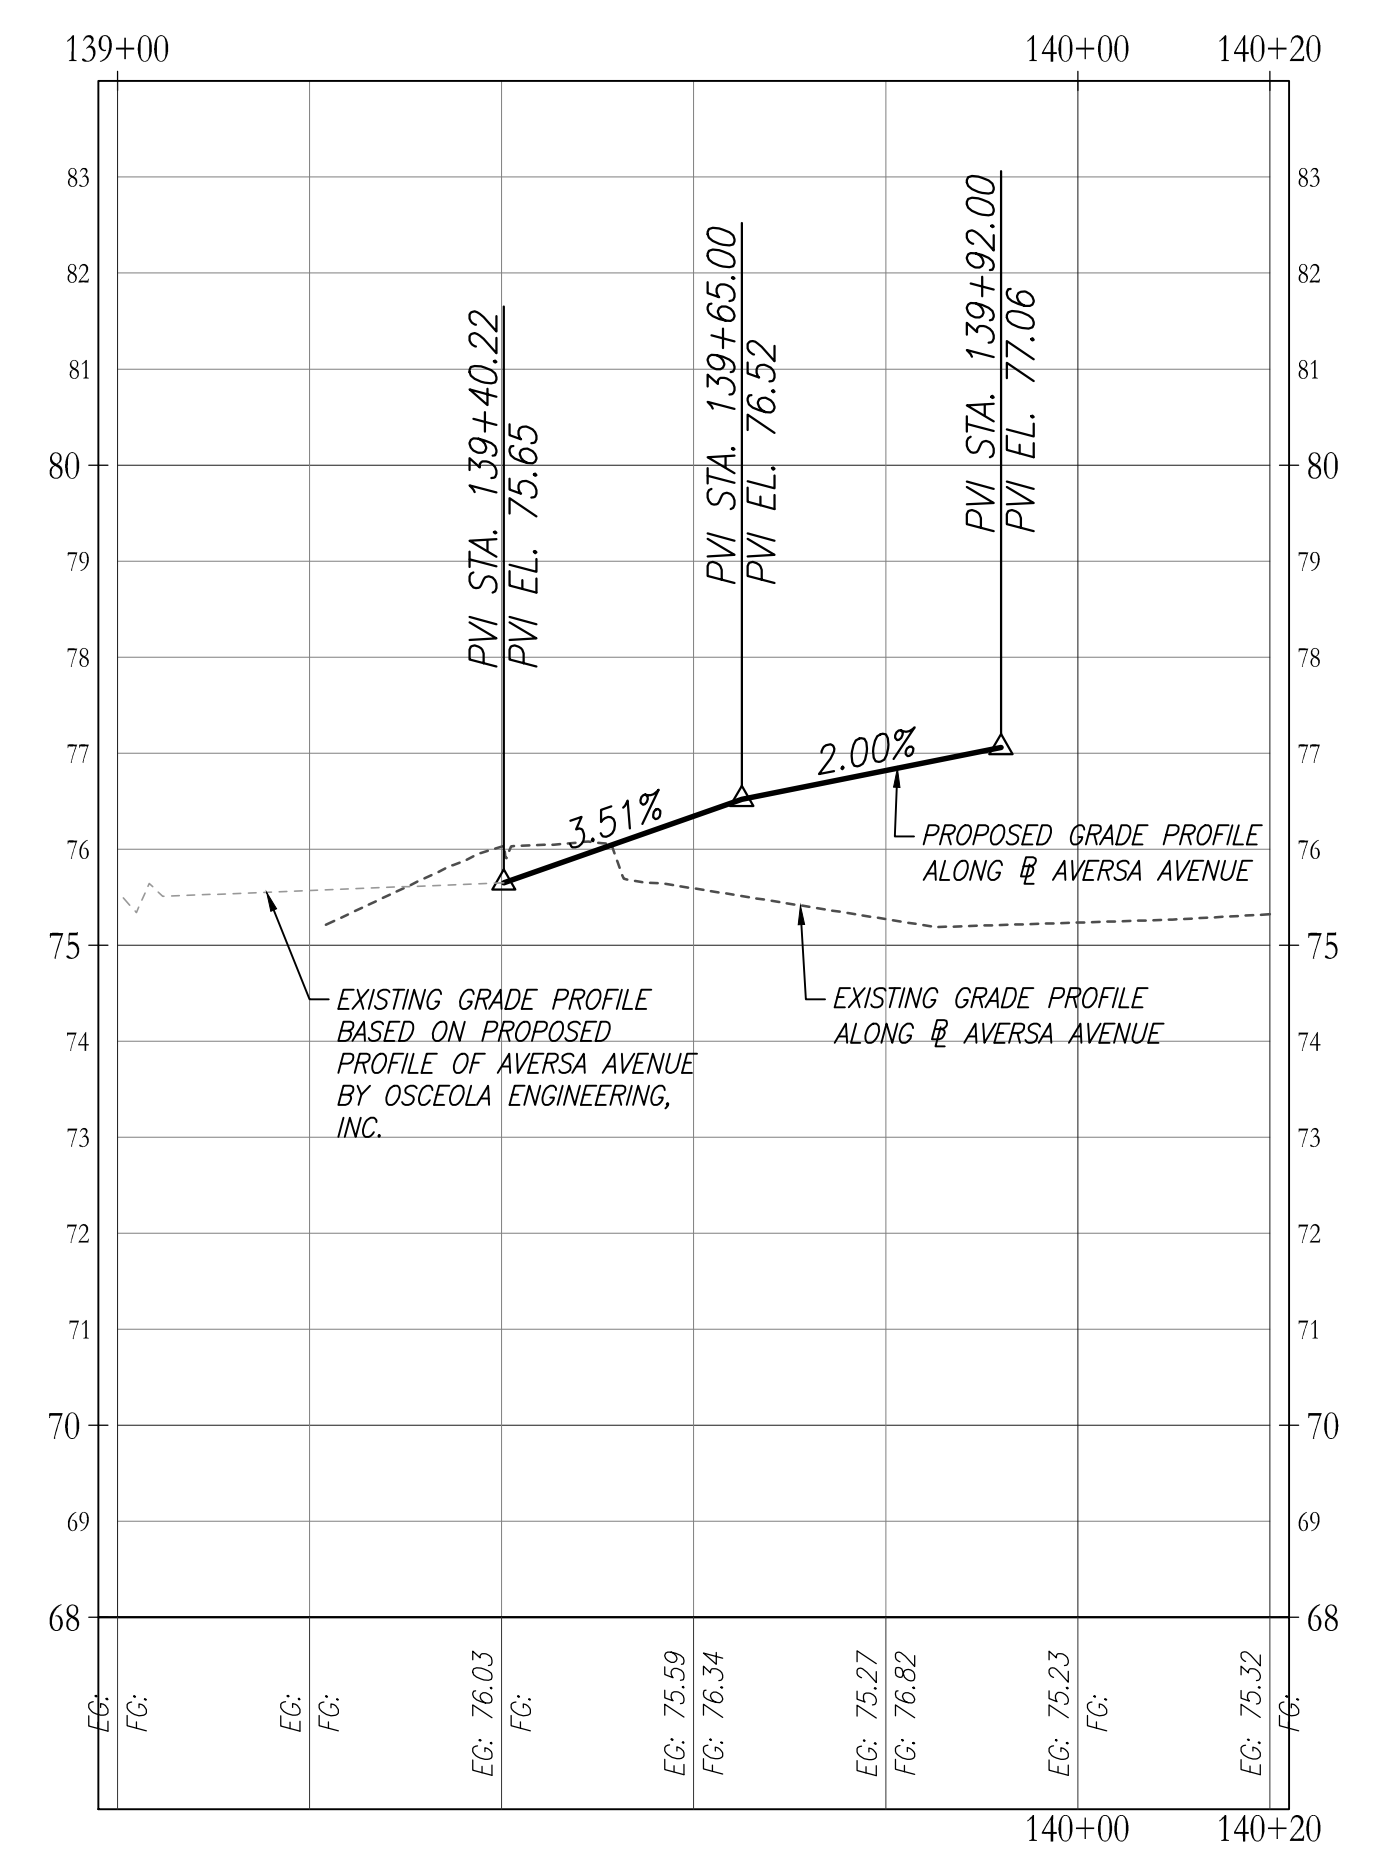 139+00 140+00 140+20
83 83
82 82
81 81
80 80
79 79
78 78
77 77
76 76
75 75
74 74
73 73
72 72
71 71
70 70
69 69
68 68
PVI STA. 139+40.22
PVI EL. 75.65
PVI STA. 139+65.00
PVI EL. 76.52
PVI STA. 139+92.00
PVI EL. 77.06
3.51%
2.00%
PROPOSED GRADE PROFILE
ALONG BL AVERSA AVENUE
EXISTING GRADE PROFILE
BASED ON PROPOSED
PROFILE OF AVERSA AVENUE
BY OSCEOLA ENGINEERING,
INC.
EXISTING GRADE PROFILE
ALONG BL AVERSA AVENUE
EG:
FG:
EG:
FG:
EG: 76.03
FG:
EG: 75.59
FG: 76.34
EG: 75.27
FG: 76.82
EG: 75.23
FG:
EG: 75.32
FG:
140+00 140+20